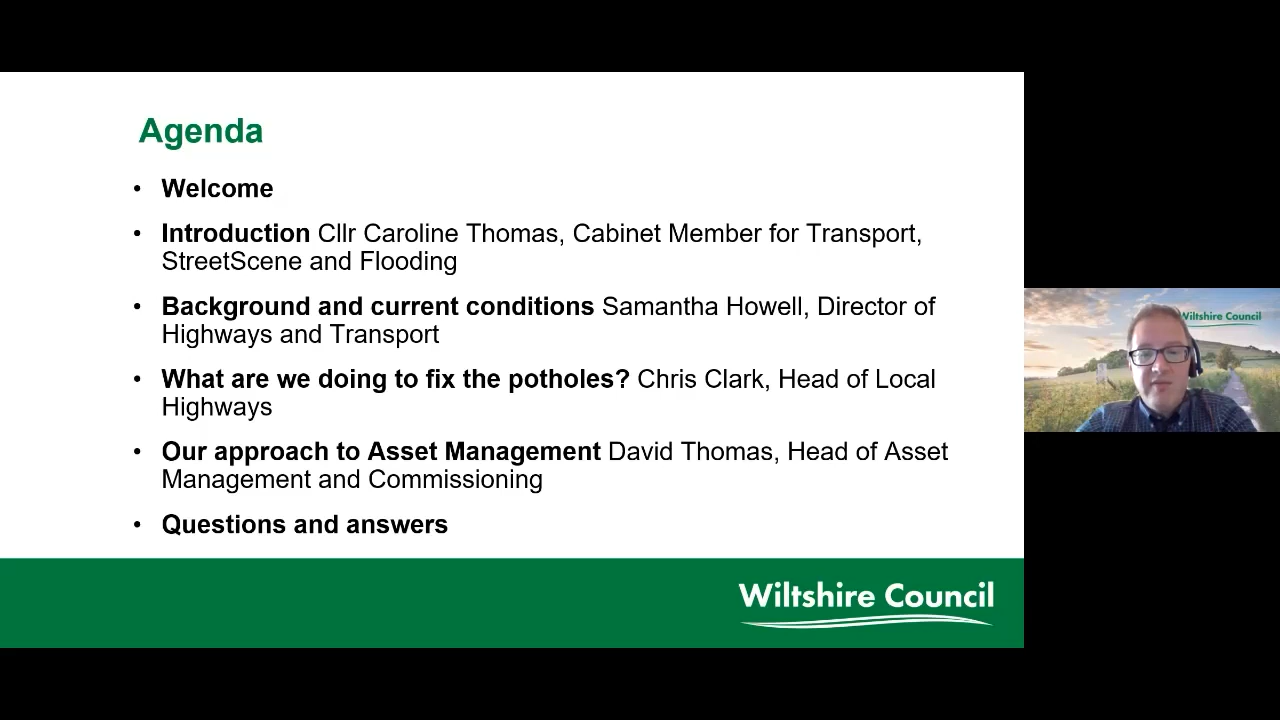 Agenda
• Welcome
• Introduction Cllr Caroline Thomas, Cabinet Member for Transport,
StreetScene and Flooding
• Background and current conditions Samantha Howell, Director of
Highways and Transport
• What are we doing to fix the potholes? Chris Clark, Head of Local
Highways
• Our approach to Asset Management David Thomas, Head of Asset
Management and Commissioning
• Questions and answers
Wiltshire Council
Wiltshire Council